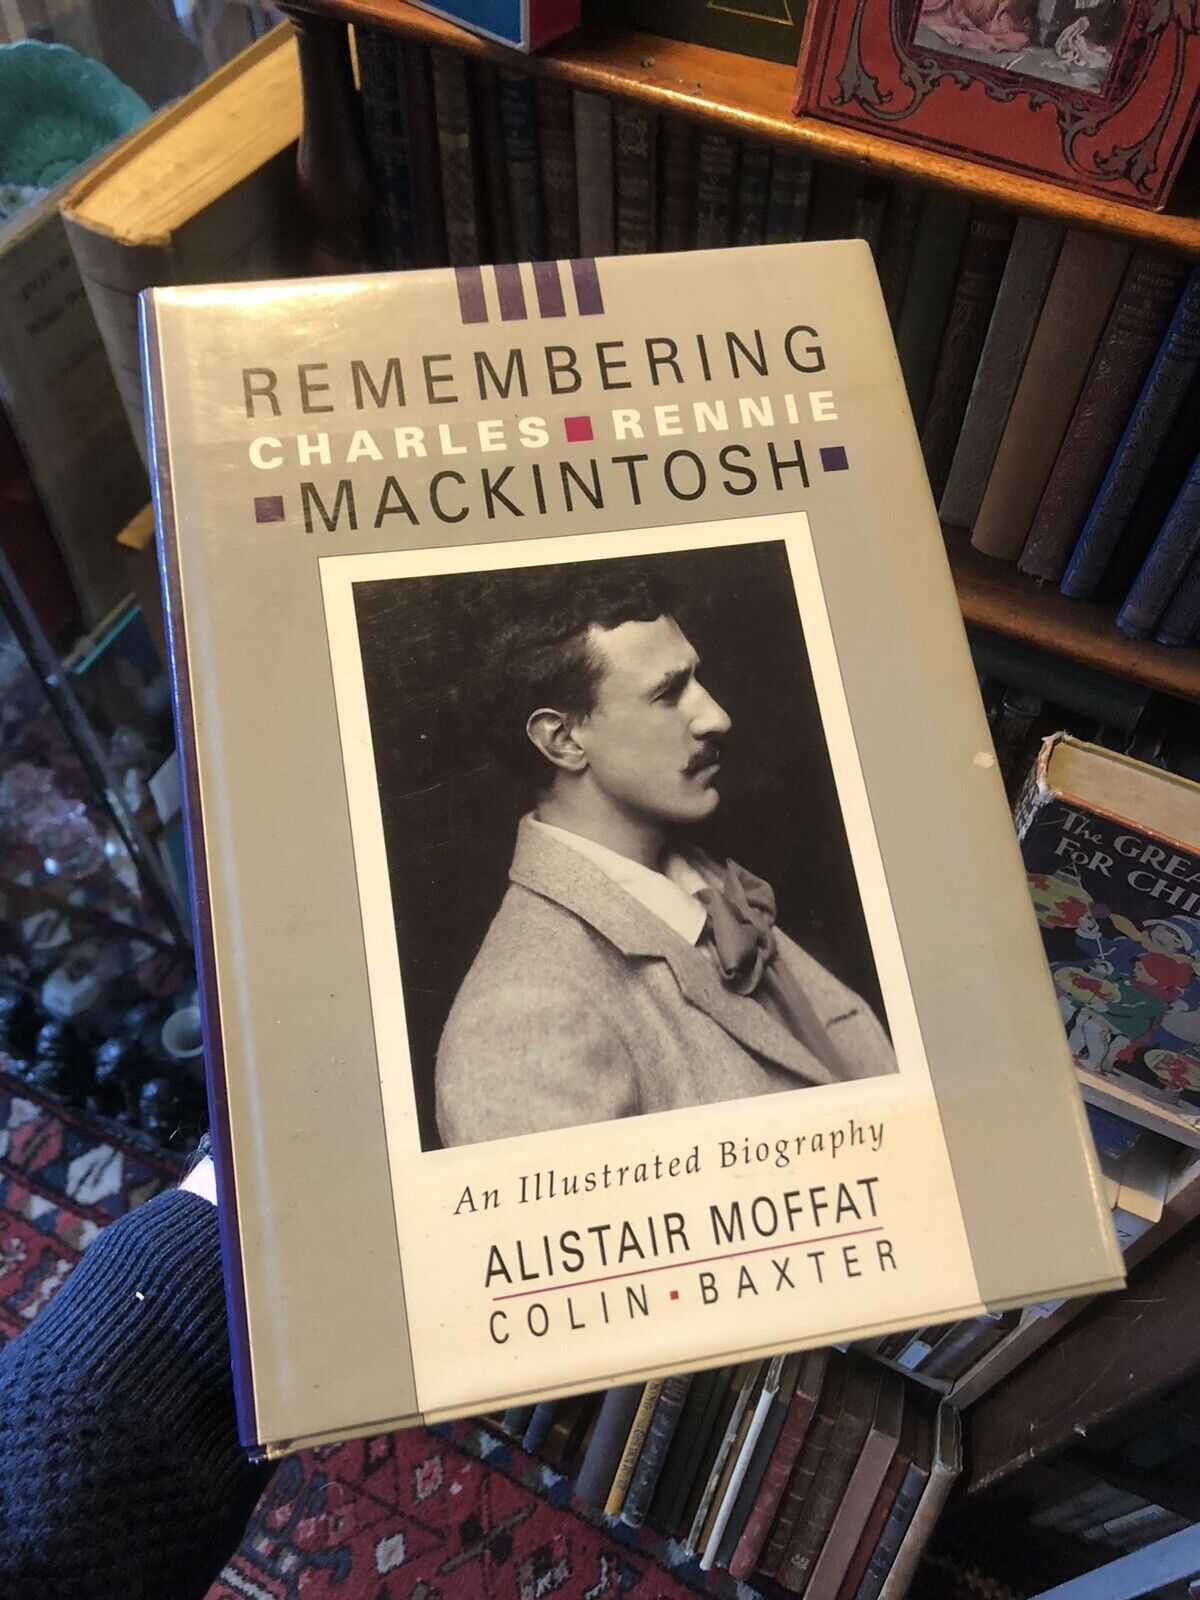 REMEMBERING
CHARLES ■ RENNIE
■ MACKINTOSH ■
An Illustrated Biography
ALISTAIR MOFFAT
COLIN ▪ BAXTER
The GREA
FOR CHI